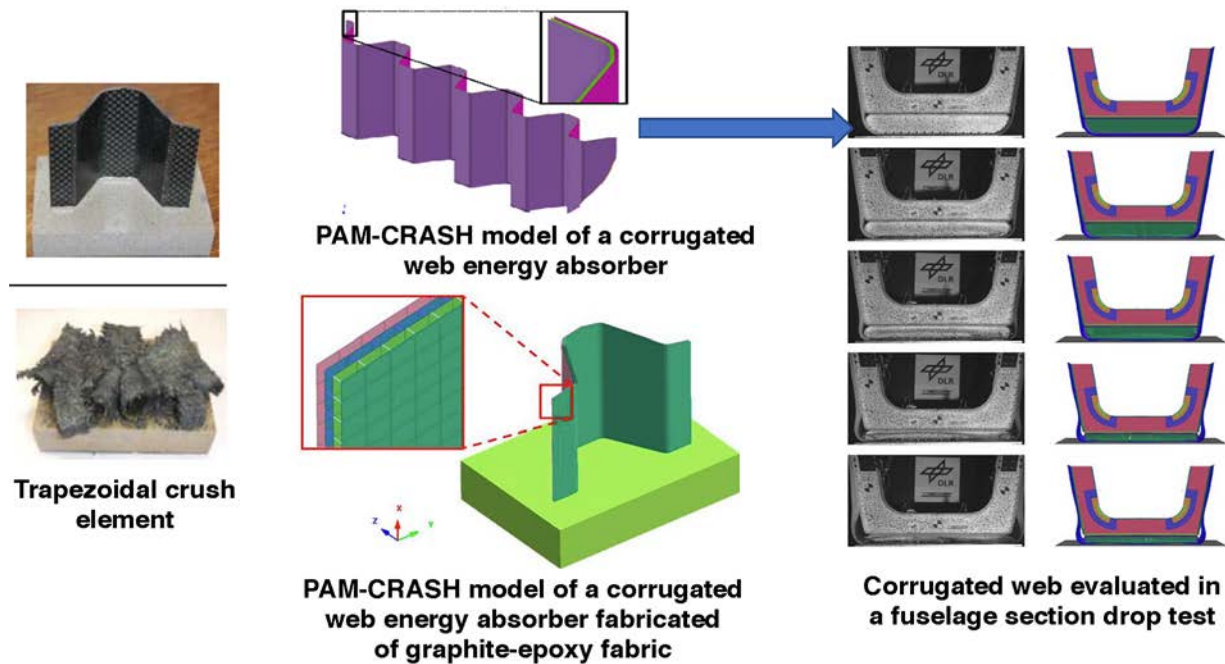 PAM-CRASH model of a corrugated
web energy absorber
Trapezoidal crush
element
X
Y
Z
PAM-CRASH model of a corrugated
web energy absorber fabricated
of graphite-epoxy fabric
DLR
DLR
DLR
DLR
DLR
Corrugated web evaluated in
a fuselage section drop test